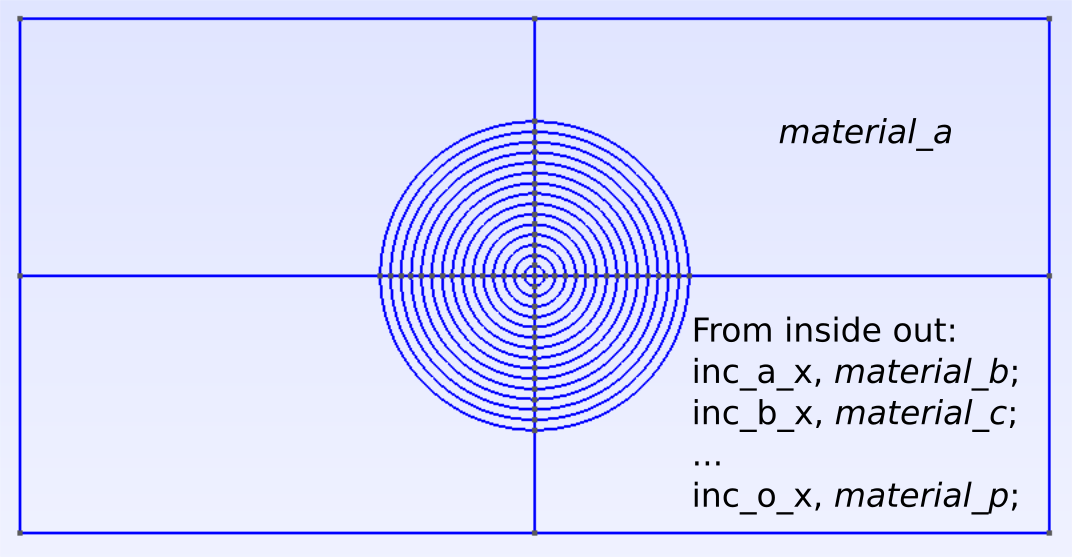 material_a
From inside out:
inc_a_x, material_b;
inc_b_x, material_c;
...
inc_o_x, material_p;